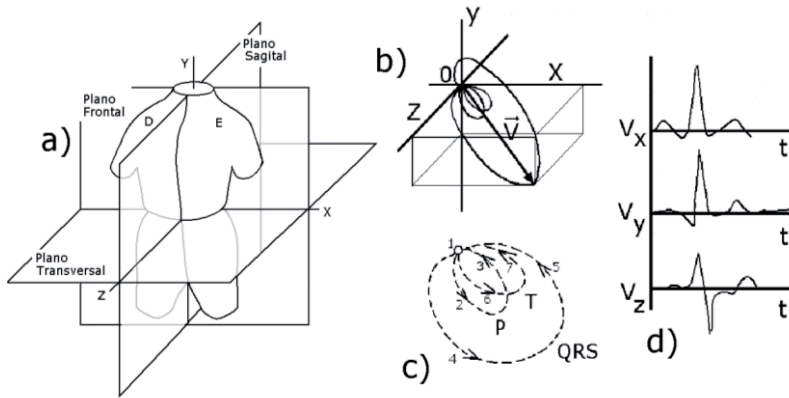 a)
Plano
Sagital
Y
Plano
Frontal
D
E
X
Plano
Transversal
Z
b)
y
0
X
Z
V
c)
1
2
3
4
5
6
7
P
T
QRS
d)
Vx
t
Vy
t
Vz
t